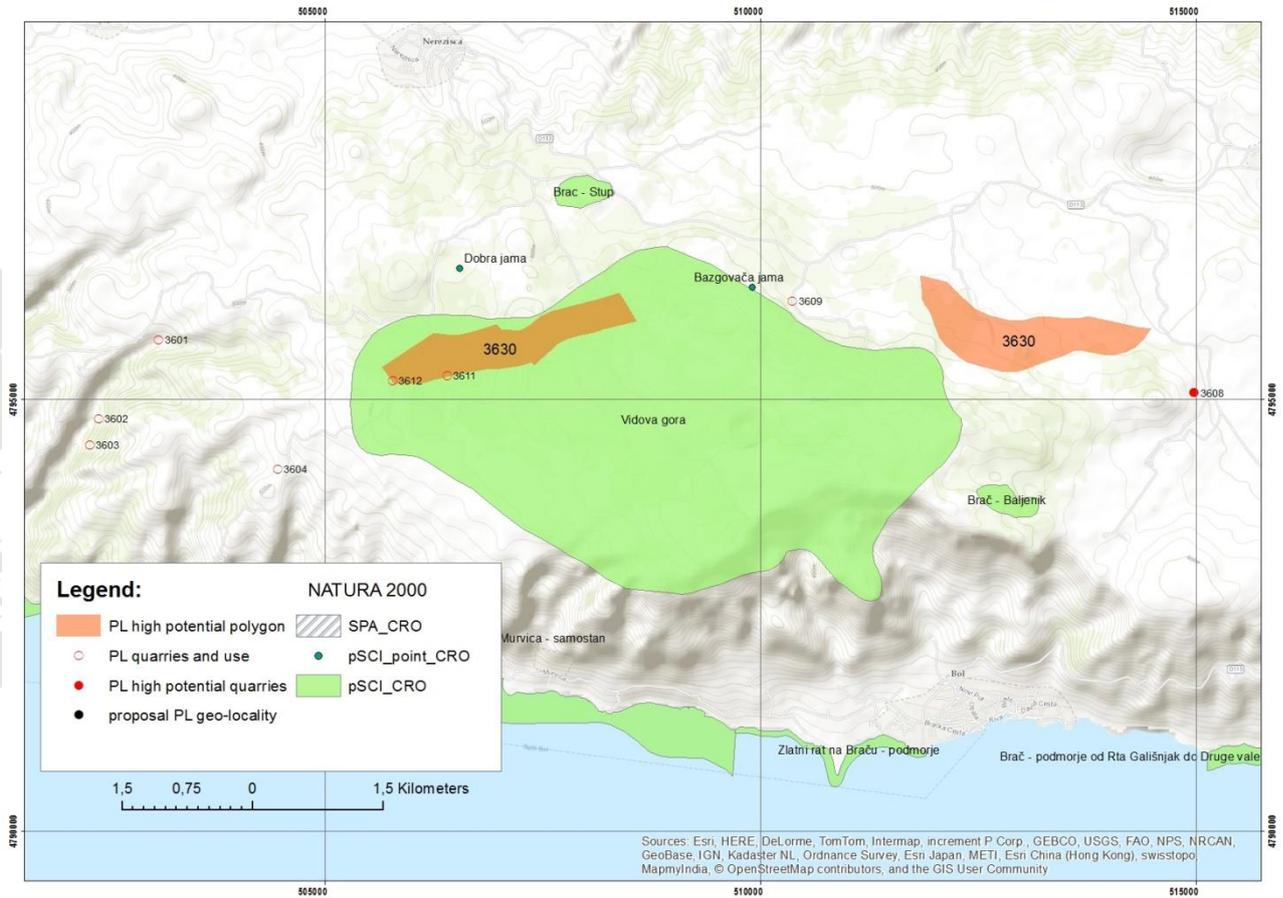 505000
510000
515000
Nerezisca
Brac - Stup
Dobra jama
Bazgovača jama
3609
3601
3630
3630
3612
3611
3608
4795000
4795000
Vidova gora
3602
3603
3604
Brač - Baljenik
Legend:
NATURA 2000
PL high potential polygon
SPA_CRO
PL quarries and use
pSCI_point_CRO
PL high potential quarries
pSCI_CRO
proposal PL geo-locality
Murvica - samostan
Bol
Zlatni rat na Braču - podmorje
Brač - podmorje od Rta Gališnjak do Druge vale
1,5 0,75 0 1,5 Kilometers
4790000
4790000
Sources: Esri, HERE, DeLorme, TomTom, Intermap, increment P Corp., GEBCO, USGS, FAO, NPS, NRCAN,
GeoBase, IGN, Kadaster NL, Ordnance Survey, Esri Japan, METI, Esri China (Hong Kong), swisstopo,
MapmyIndia, © OpenStreetMap contributors, and the GIS User Community
505000
510000
515000